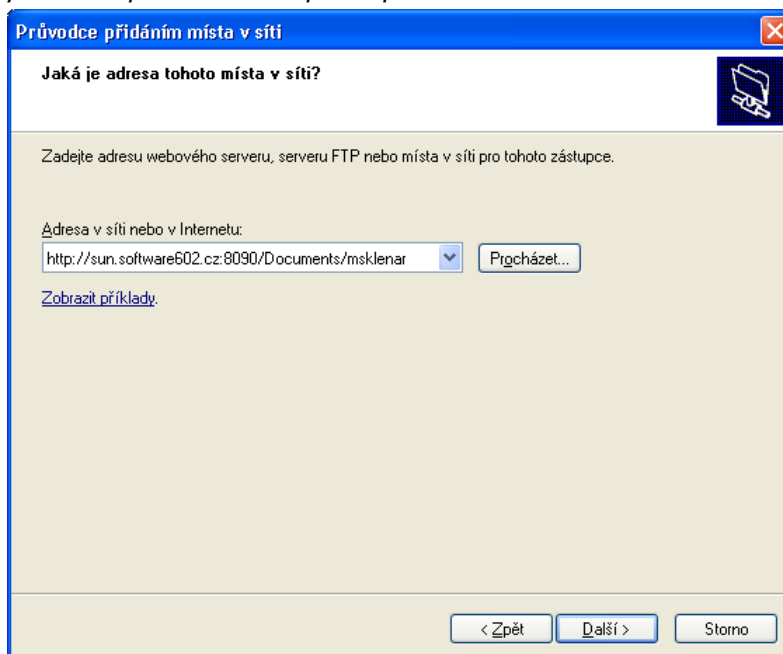 Průvodce přidáním místa v síti
Jaká je adresa tohoto místa v síti?
Zadejte adresu webového serveru, serveru FTP nebo místa v síti pro tohoto zástupce.
Adresa v síti nebo v Internetu:
http://sun.software602.cz:8090/Documents/msklenar
Procházet...
Zobrazit příklady.
< Zpět
Další >
Storno